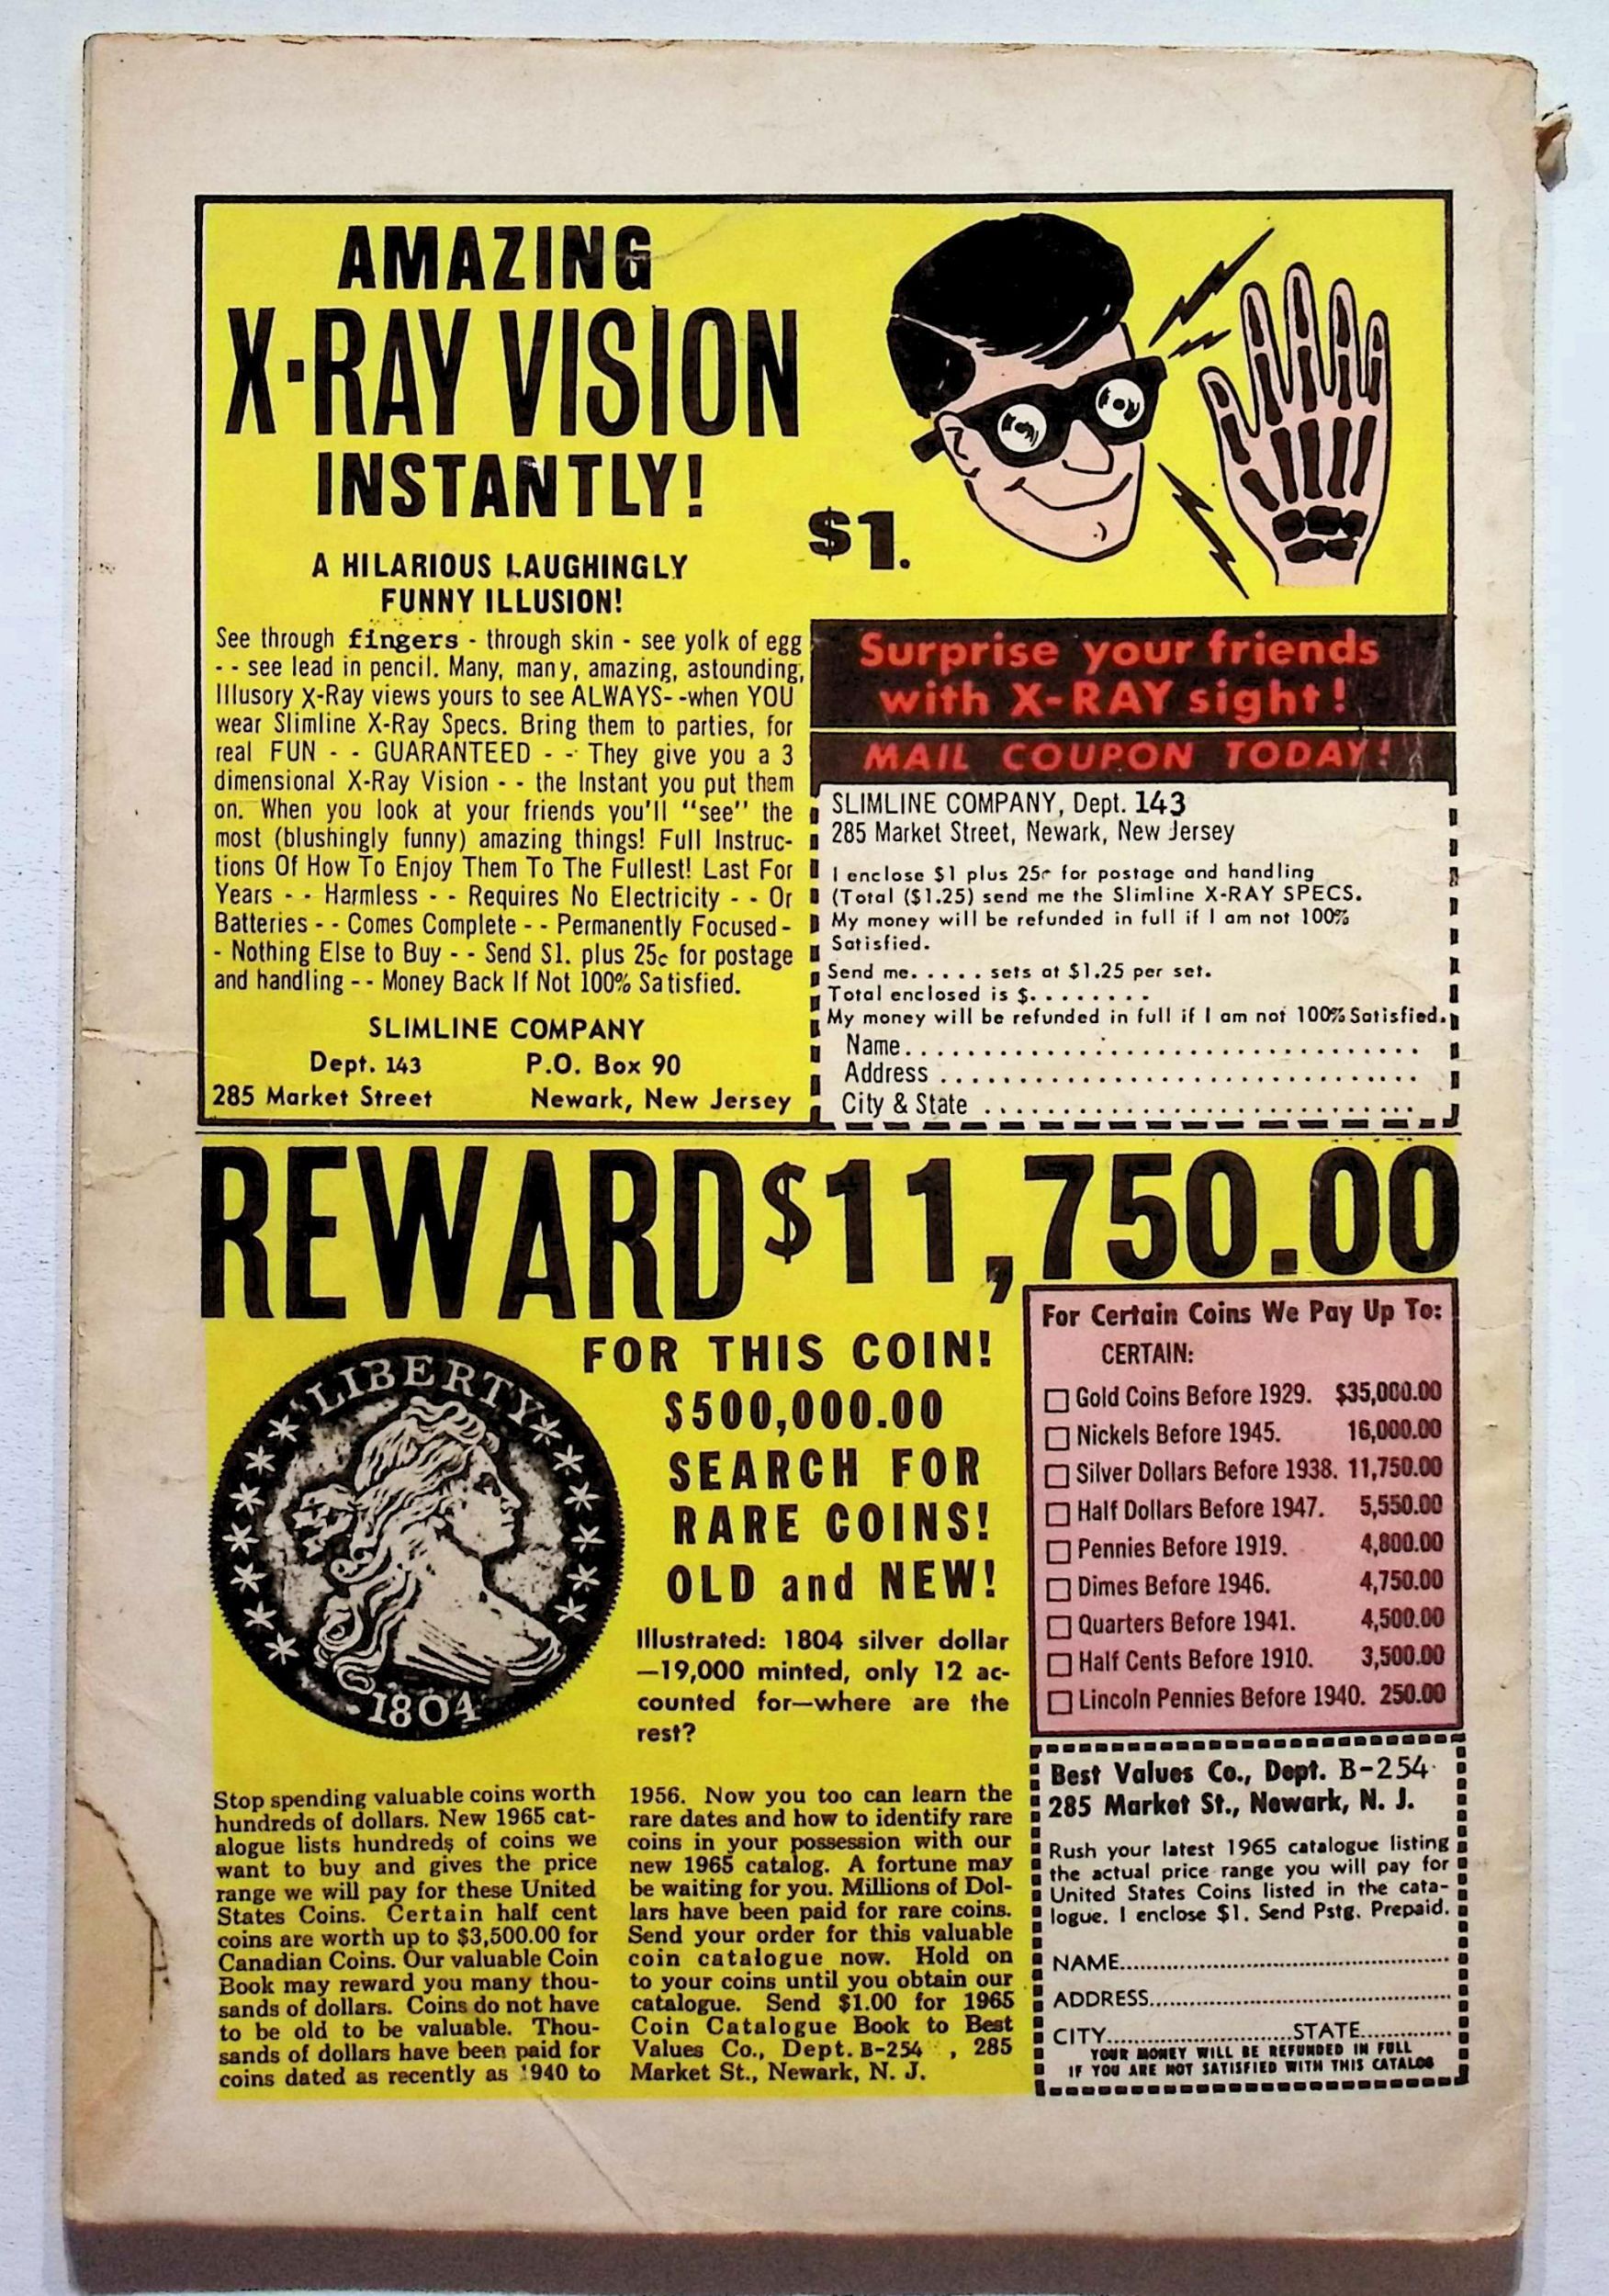 AMAZING
X-RAY VISION
INSTANTLY!
A HILARIOUS LAUGHINGLY
FUNNY ILLUSION!
See through fingers - through skin - see yolk of egg
- - see lead in pencil. Many, many, amazing, astounding,
Illusory X-Ray views yours to see ALWAYS- -when YOU
wear Slimline X-Ray Specs. Bring them to parties, for
real FUN - - GUARANTEED - - They give you a 3
dimensional X-Ray Vision - - the Instant you put them
on. When you look at your friends you'll "see" the
most (blushingly funny) amazing things! Full Instruc-
tions Of How To Enjoy Them To The Fullest! Last For
Years - - Harmless - - Requires No Electricity - - Or
Batteries - - Comes Complete - - Permanently Focused -
- Nothing Else to Buy - - Send $1. plus 25c for postage
and handling - - Money Back If Not 100% Satisfied.
SLIMLINE COMPANY
Dept. 143 P.O. Box 90
285 Market Street Newark, New Jersey
$1.
Surprise your friends
with X-RAY sight!
MAIL COUPON TODAY!
SLIMLINE COMPANY, Dept. 143
285 Market Street, Newark, New Jersey
I enclose $1 plus 25c for postage and handling
(Total ($1.25) send me the Slimline X-RAY SPECS.
My money will be refunded in full if I am not 100%
Satisfied.
Send me. . . . . sets at $1.25 per set.
Total enclosed is $. . . . . . . .
My money will be refunded in full if I am not 100% Satisfied.
Name. . . . . . . . . . . . . . . . . . . . . . . . . . . . . . . . .
Address . . . . . . . . . . . . . . . . . . . . . . . . . . . . . . .
City & State . . . . . . . . . . . . . . . . . . . . . . . . . . . .
REWARD $11,750.00
FOR THIS COIN!
$500,000.00
SEARCH FOR
RARE COINS!
OLD and NEW!
LIBERTY
1804
Illustrated: 1804 silver dollar
—19,000 minted, only 12 ac-
counted for—where are the
rest?
Stop spending valuable coins worth
hundreds of dollars. New 1965 cat-
alogue lists hundreds of coins we
want to buy and gives the price
range we will pay for these United
States Coins. Certain half cent
coins are worth up to $3,500.00 for
Canadian Coins. Our valuable Coin
Book may reward you many thou-
sands of dollars. Coins do not have
to be old to be valuable. Thou-
sands of dollars have been paid for
coins dated as recently as 1940 to
1956. Now you too can learn the
rare dates and how to identify rare
coins in your possession with our
new 1965 catalog. A fortune may
be waiting for you. Millions of Dol-
lars have been paid for rare coins.
Send your order for this valuable
coin catalogue now. Hold on
to your coins until you obtain our
catalogue. Send $1.00 for 1965
Coin Catalogue Book to Best
Values Co., Dept. B-254 , 285
Market St., Newark, N. J.
For Certain Coins We Pay Up To:
CERTAIN:
Gold Coins Before 1929. $35,000.00
Nickels Before 1945. 16,000.00
Silver Dollars Before 1938. 11,750.00
Half Dollars Before 1947. 5,550.00
Pennies Before 1919. 4,800.00
Dimes Before 1946. 4,750.00
Quarters Before 1941. 4,500.00
Half Cents Before 1910. 3,500.00
Lincoln Pennies Before 1940. 250.00
Best Values Co., Dept. B-254
285 Market St., Newark, N. J.
Rush your latest 1965 catalogue listing
the actual price range you will pay for
United States Coins listed in the cata-
logue. I enclose $1. Send Pstg. Prepaid.
NAME..................................................
ADDRESS.............................................
CITY.............................STATE..............
YOUR MONEY WILL BE REFUNDED IN FULL
IF YOU ARE NOT SATISFIED WITH THIS CATALOG